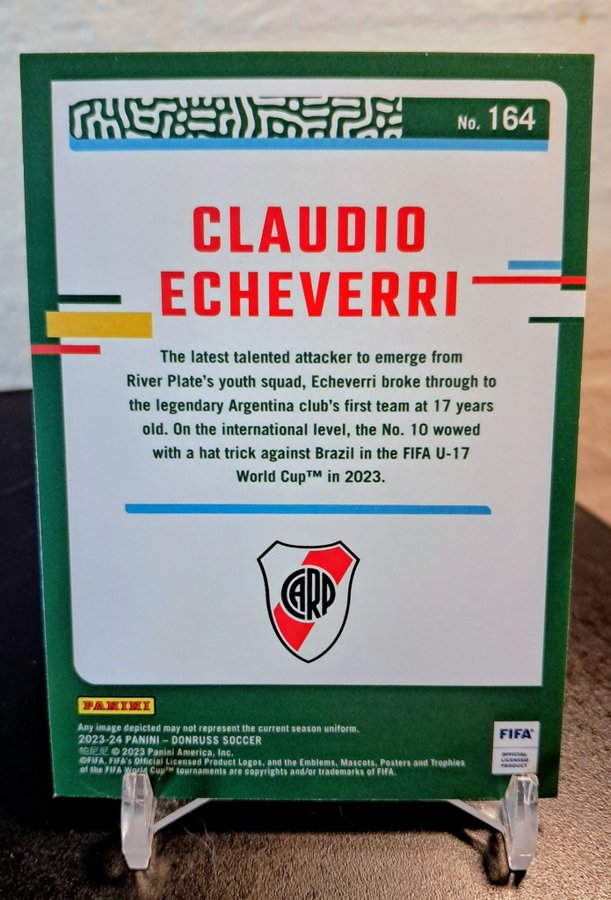 No. 164
CLAUDIO
ECHEVERRI
The latest talented attacker to emerge from
River Plate's youth squad, Echeverri broke through to
the legendary Argentina club's first team at 17 years
old. On the international level, the No. 10 wowed
with a hat trick against Brazil in the FIFA U-17
World Cup™ in 2023.
CARP
PANINI
Any image depicted may not represent the current season uniform.
2023-24 PANINI – DONRUSS SOCCER
帕尼尼 © 2023 Panini America, Inc.
©FIFA, FIFA's Official Licensed Product Logos, and the Emblems, Mascots, Posters and Trophies
of the FIFA World Cup™ tournaments are copyrights and/or trademarks of FIFA.
FIFA®
OFFICIAL
LICENSED
PRODUCT